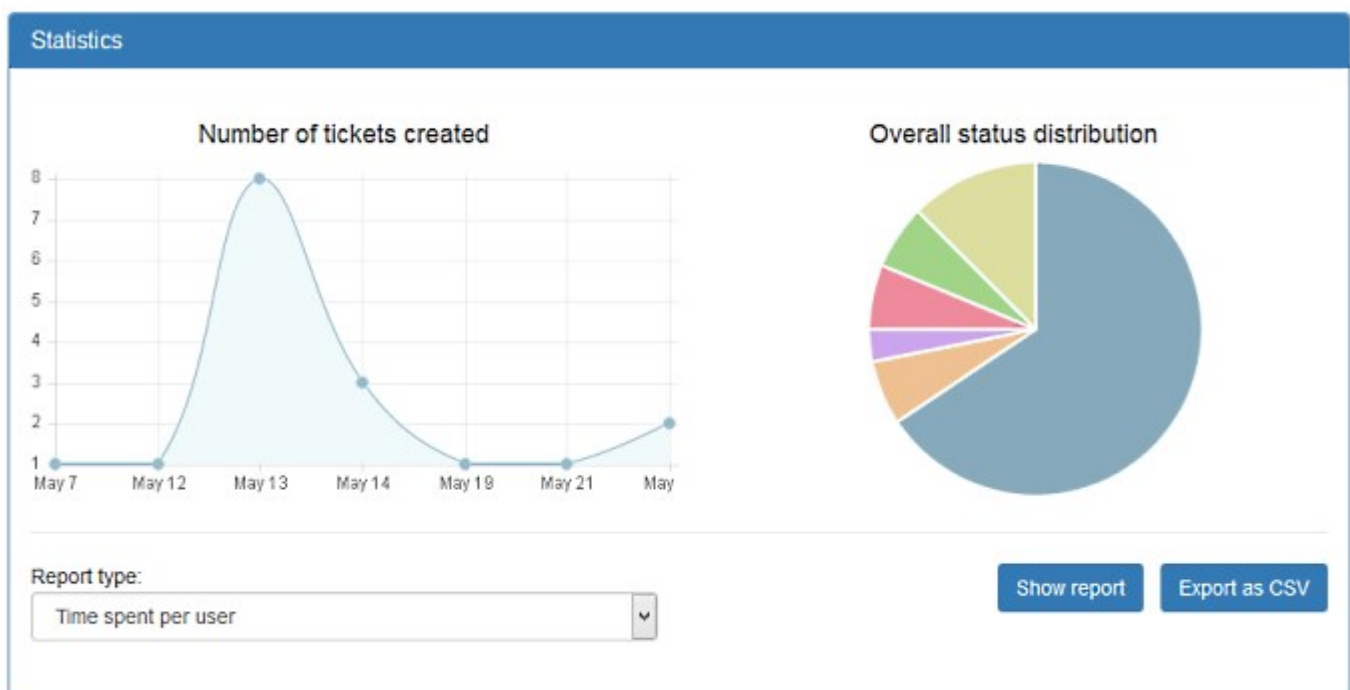 Statistics
Number of tickets created
8
7
6
5
4
3
2
1
May 7 May 12 May 13 May 14 May 19 May 21 May
Overall status distribution
Report type:
Time spent per user
Show report Export as CSV